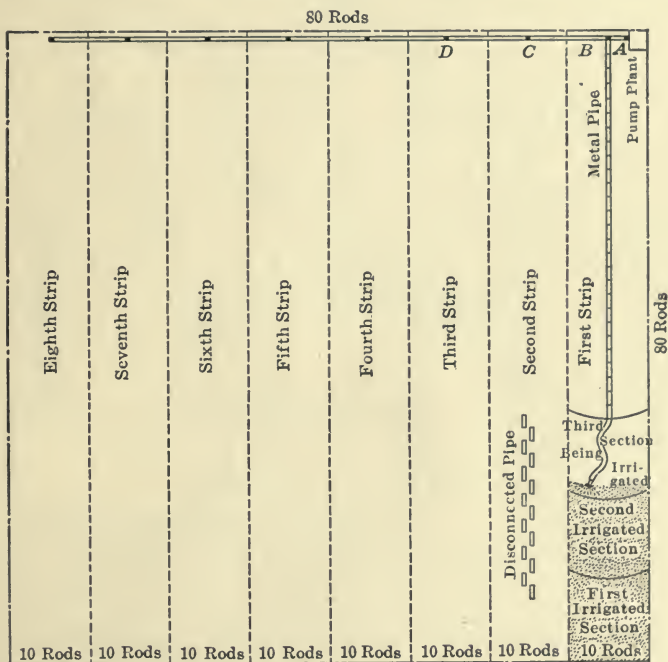 80 Rods
D C B A
Pump Plant
Metal Pipe
80 Rods
Eighth Strip
Seventh Strip
Sixth Strip
Fifth Strip
Fourth Strip
Third Strip
Second Strip
First Strip
Disconnected Pipe
Third
Section
Being
Irri-
gated
Second
Irrigated
Section
First
Irrigated
Section
10 Rods 10 Rods 10 Rods 10 Rods 10 Rods 10 Rods 10 Rods 10 Rods